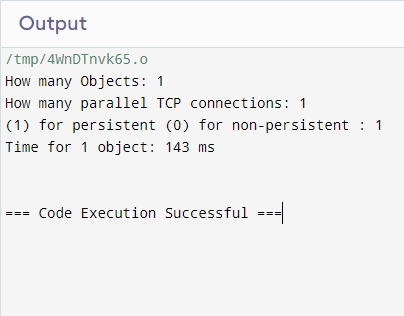 Output
/tmp/4WnDTnvk65.o
How many Objects: 1
How many parallel TCP connections: 1
(1) for persistent (0) for non-persistent : 1
Time for 1 object: 143 ms
=== Code Execution Successful ===